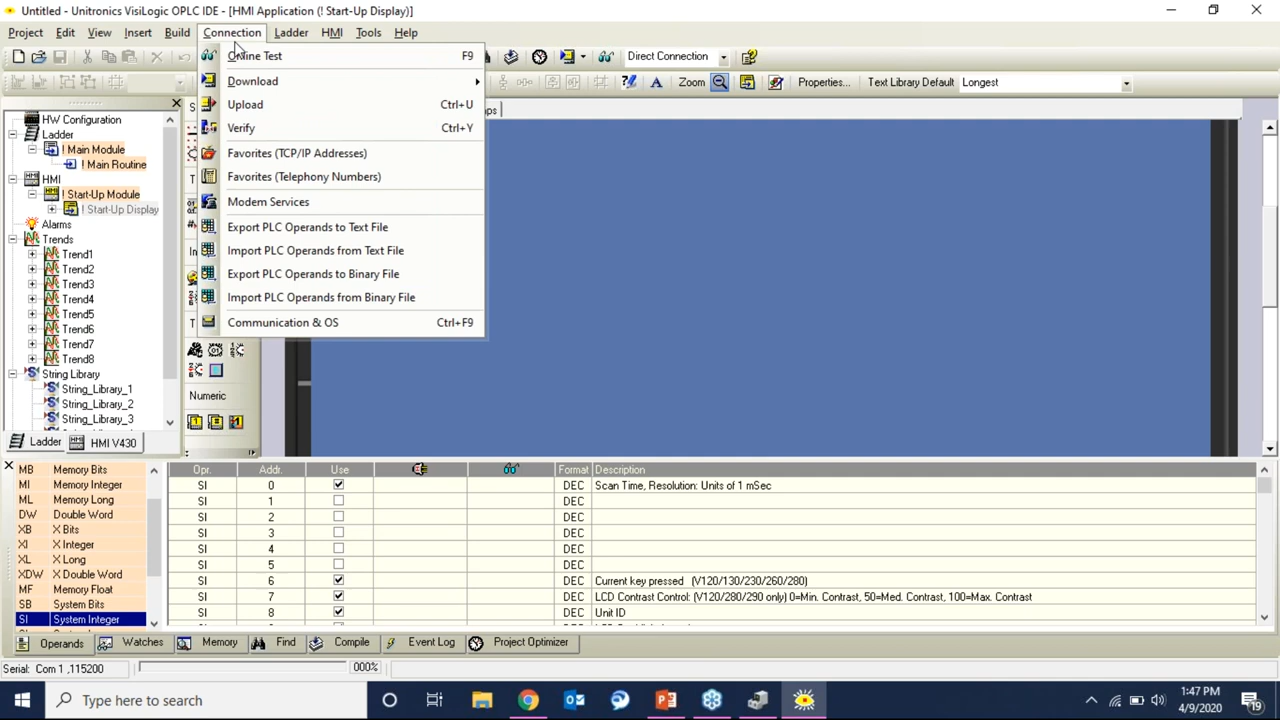 Untitled - Unitronics VisiLogic OPLC IDE - [HMI Application (! Start-Up Display)]
Project Edit View Insert Build Connection Ladder HMI Tools Help
Direct Connection
Zoom Properties... Text Library Default Longest
Online Test F9
Download
Upload Ctrl+U
Verify Ctrl+Y
Favorites (TCP/IP Addresses)
Favorites (Telephony Numbers)
Modem Services
Export PLC Operands to Text File
Import PLC Operands from Text File
Export PLC Operands to Binary File
Import PLC Operands from Binary File
Communication & OS Ctrl+F9
HW Configuration
Ladder
! Main Module
! Main Routine
HMI
! Start-Up Module
! Start-Up Display
Alarms
Trends
Trend1
Trend2
Trend3
Trend4
Trend5
Trend6
Trend7
Trend8
String Library
String_Library_1
String_Library_2
String_Library_3
Ladder HMI V430
Numeric
MB Memory Bits
MI Memory Integer
ML Memory Long
DW Double Word
XB X Bits
XI X Integer
XL X Long
XDW X Double Word
MF Memory Float
SB System Bits
SI System Integer
Opr. Addr. Use Format Description
SI 0 DEC Scan Time, Resolution: Units of 1 mSec
SI 1 DEC
SI 2 DEC
SI 3 DEC
SI 4 DEC
SI 5 DEC
SI 6 DEC Current key pressed (V120/130/230/260/280)
SI 7 DEC LCD Contrast Control: (V120/280/290 only) 0=Min. Contrast, 50=Med. Contrast, 100=Max. Contrast
SI 8 DEC Unit ID
Operands Watches Memory Find Compile Event Log Project Optimizer
Serial: Com 1 ,115200 000%
Type here to search
1:47 PM
4/9/2020
19